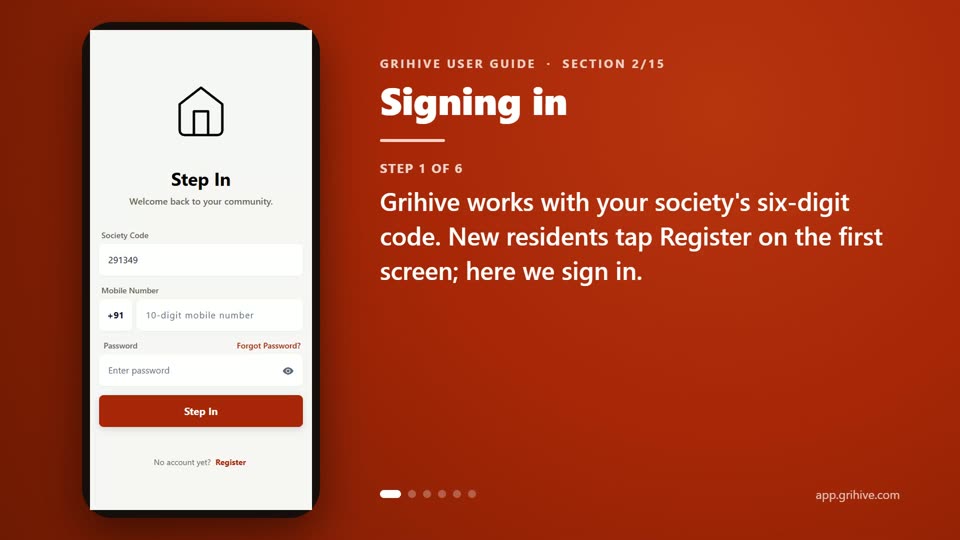 Step In
Welcome back to your community.
Society Code
291349
Mobile Number
+91 10-digit mobile number
Password Forgot Password?
Enter password
Step In
No account yet? Register
GRIHIVE USER GUIDE · SECTION 2/15
Signing in
STEP 1 OF 6
Grihive works with your society's six-digit
code. New residents tap Register on the first
screen; here we sign in.
app.grihive.com